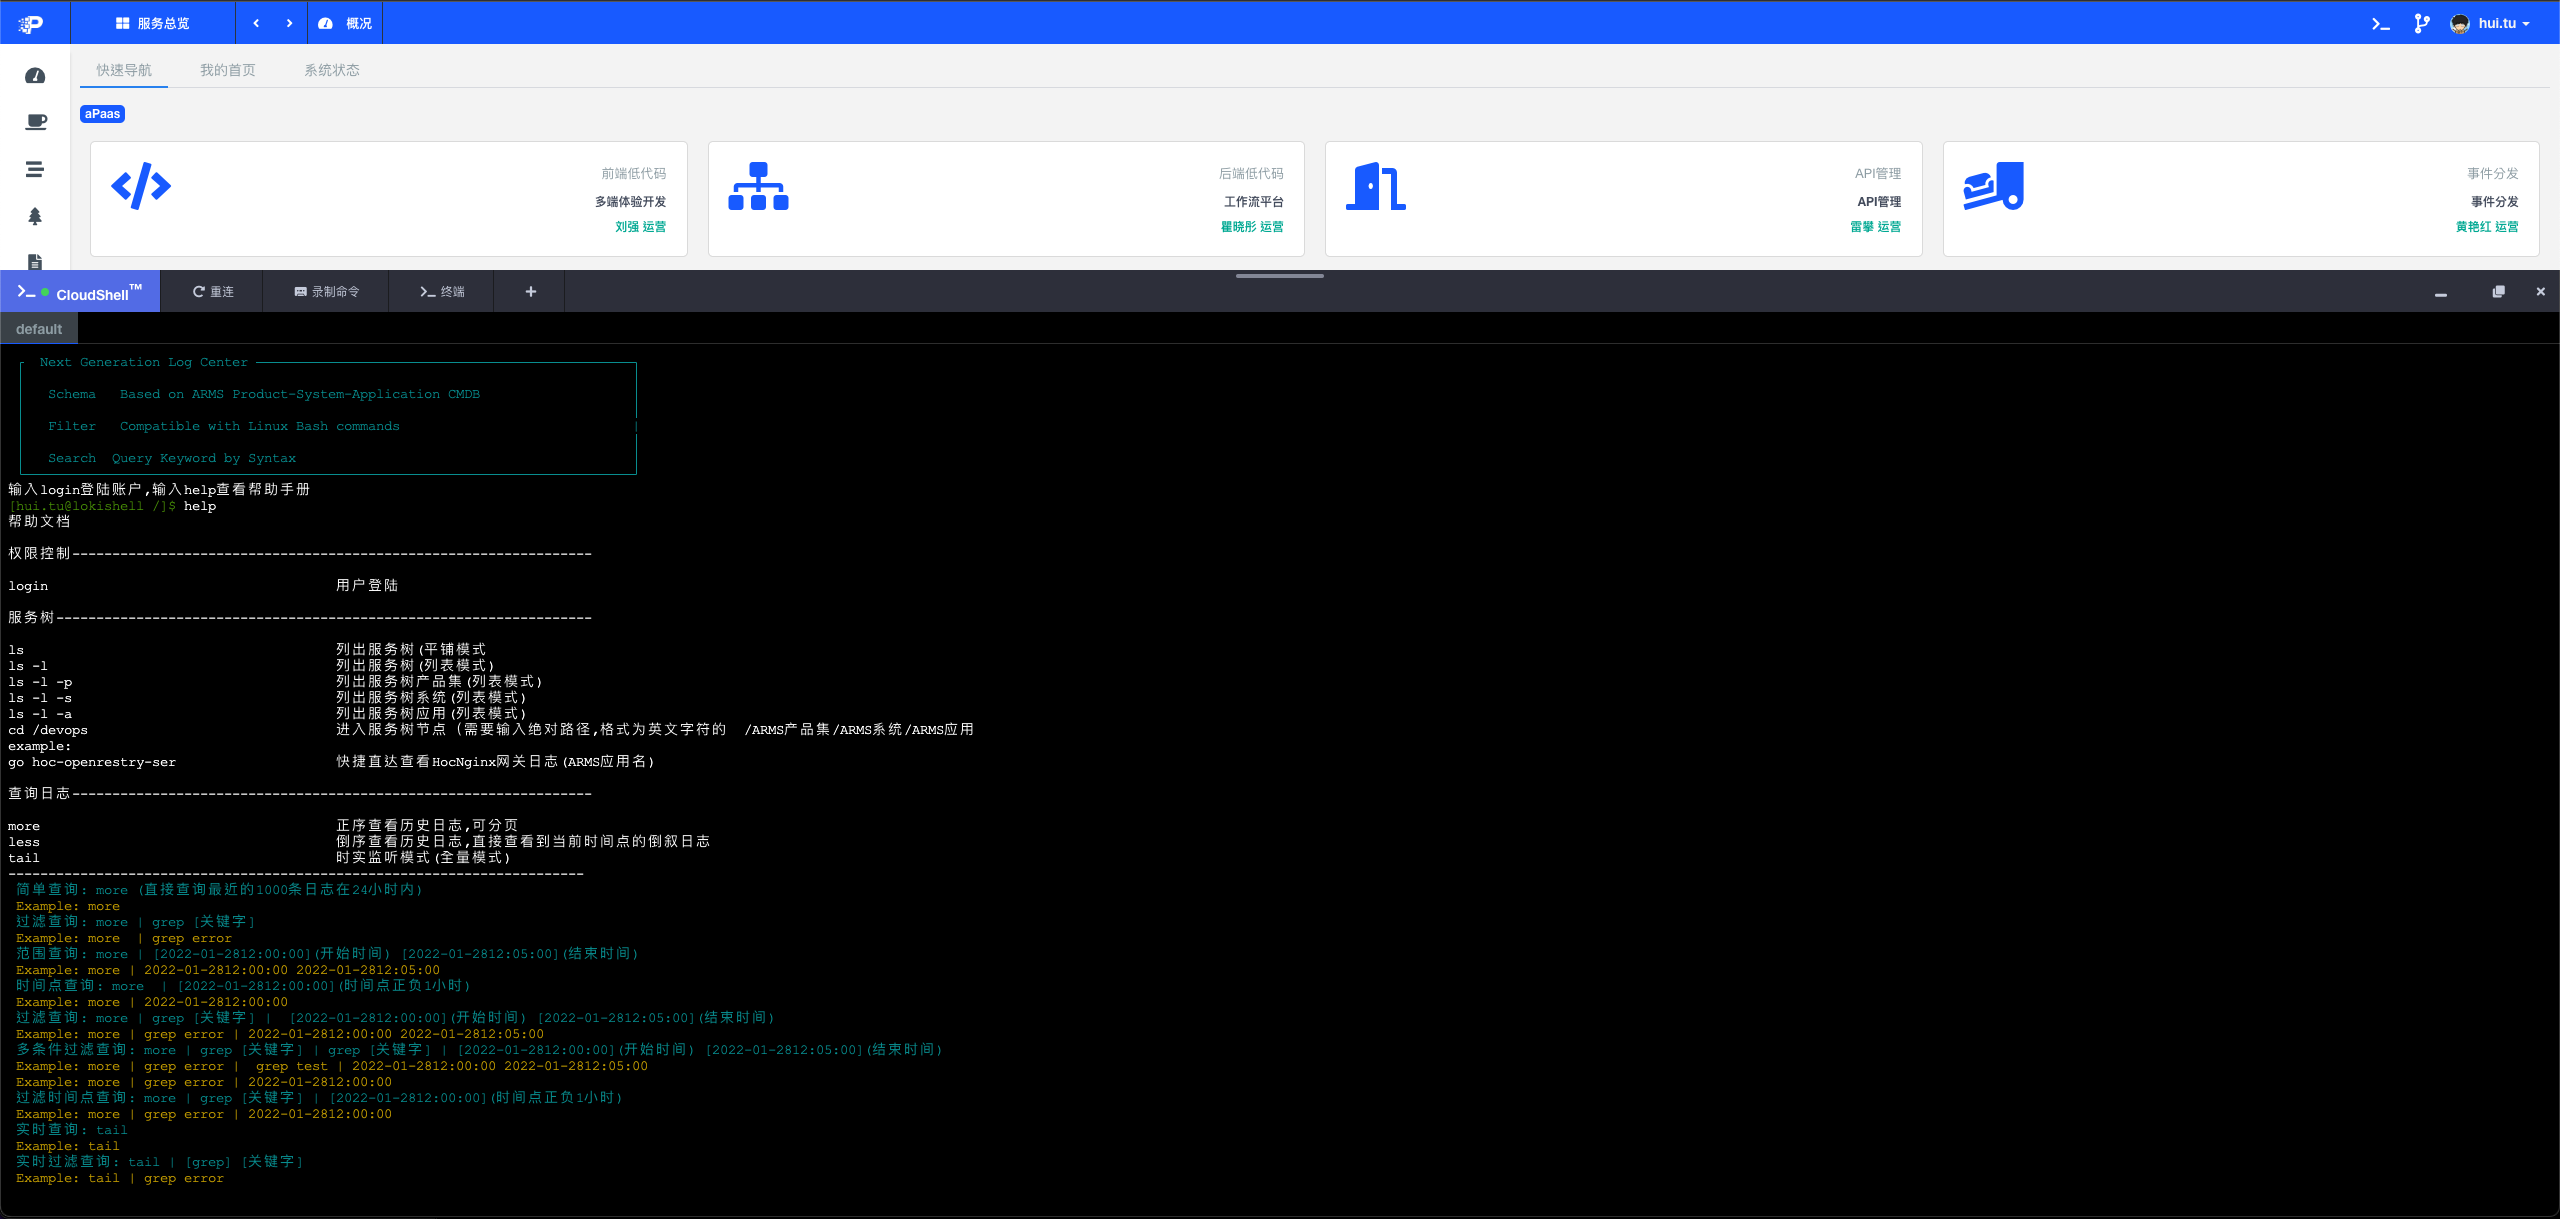 服务总览 概况 hui.tu
快速导航 我的首页 系统状态
aPaas
前端低代码
多端体验开发
刘强 运营
后端低代码
工作流平台
瞿晓彤 运营
API管理
API管理
雷攀 运营
事件分发
事件分发
黄艳红 运营
CloudShell™ 重连 录制命令 终端 +
default
Next Generation Log Center
Schema Based on ARMS Product-System-Application CMDB
Filter Compatible with Linux Bash commands
Search Query Keyword by Syntax
输入login登陆账户,输入help查看帮助手册
[hui.tu@lokishell /]$ help
帮助文档
权限控制-----------------------------------------------------------------
login 用户登陆
服务树-------------------------------------------------------------------
ls 列出服务树(平铺模式
ls -l 列出服务树(列表模式)
ls -l -p 列出服务树产品集(列表模式)
ls -l -s 列出服务树系统(列表模式)
ls -l -a 列出服务树应用(列表模式)
cd /devops 进入服务树节点 (需要输入绝对路径,格式为英文字符的 /ARMS产品集/ARMS系统/ARMS应用
example:
go hoc-openrestry-ser 快捷直达查看HocNginx网关日志(ARMS应用名)
查询日志-----------------------------------------------------------------
more 正序查看历史日志,可分页
less 倒序查看历史日志,直接查看到当前时间点的倒叙日志
tail 时实监听模式(全量模式)
------------------------------------------------------------------------
简单查询: more (直接查询最近的1000条日志在24小时内)
Example: more
过滤查询: more | grep [关键字]
Example: more | grep error
范围查询: more | [2022-01-2812:00:00](开始时间) [2022-01-2812:05:00](结束时间)
Example: more | 2022-01-2812:00:00 2022-01-2812:05:00
时间点查询: more | [2022-01-2812:00:00](时间点正负1小时)
Example: more | 2022-01-2812:00:00
过滤查询: more | grep [关键字] | [2022-01-2812:00:00](开始时间) [2022-01-2812:05:00](结束时间)
Example: more | grep error | 2022-01-2812:00:00 2022-01-2812:05:00
多条件过滤查询: more | grep [关键字] | grep [关键字] | [2022-01-2812:00:00](开始时间) [2022-01-2812:05:00](结束时间)
Example: more | grep error | grep test | 2022-01-2812:00:00 2022-01-2812:05:00
Example: more | grep error | 2022-01-2812:00:00
过滤时间点查询: more | grep [关键字] | [2022-01-2812:00:00](时间点正负1小时)
Example: more | grep error | 2022-01-2812:00:00
实时查询: tail
Example: tail
实时过滤查询: tail | [grep] [关键字]
Example: tail | grep error